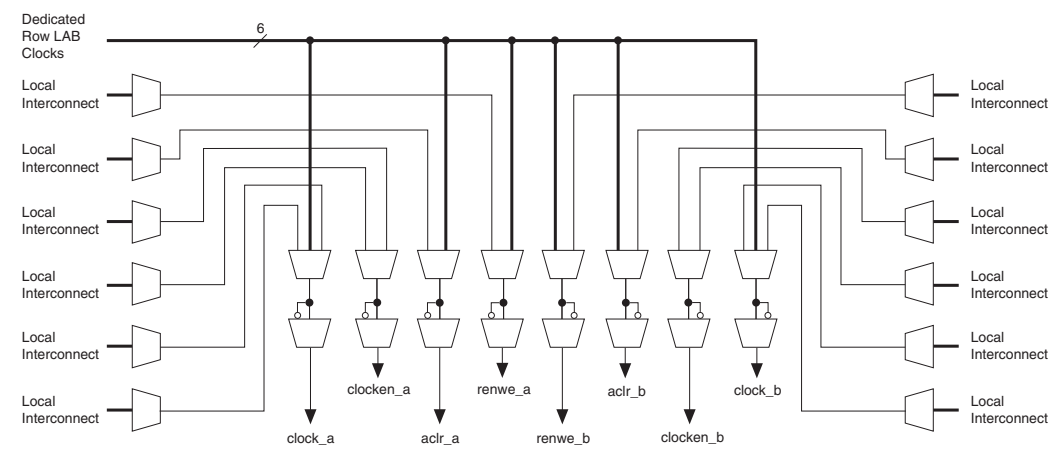 Dedicated
Row LAB
Clocks
6
Local
Interconnect
Local
Interconnect
Local
Interconnect
Local
Interconnect
Local
Interconnect
Local
Interconnect
Local
Interconnect
Local
Interconnect
Local
Interconnect
Local
Interconnect
Local
Interconnect
Local
Interconnect
clocken_a
renwe_a
aclr_b
clock_b
clock_a
aclr_a
renwe_b
clocken_b